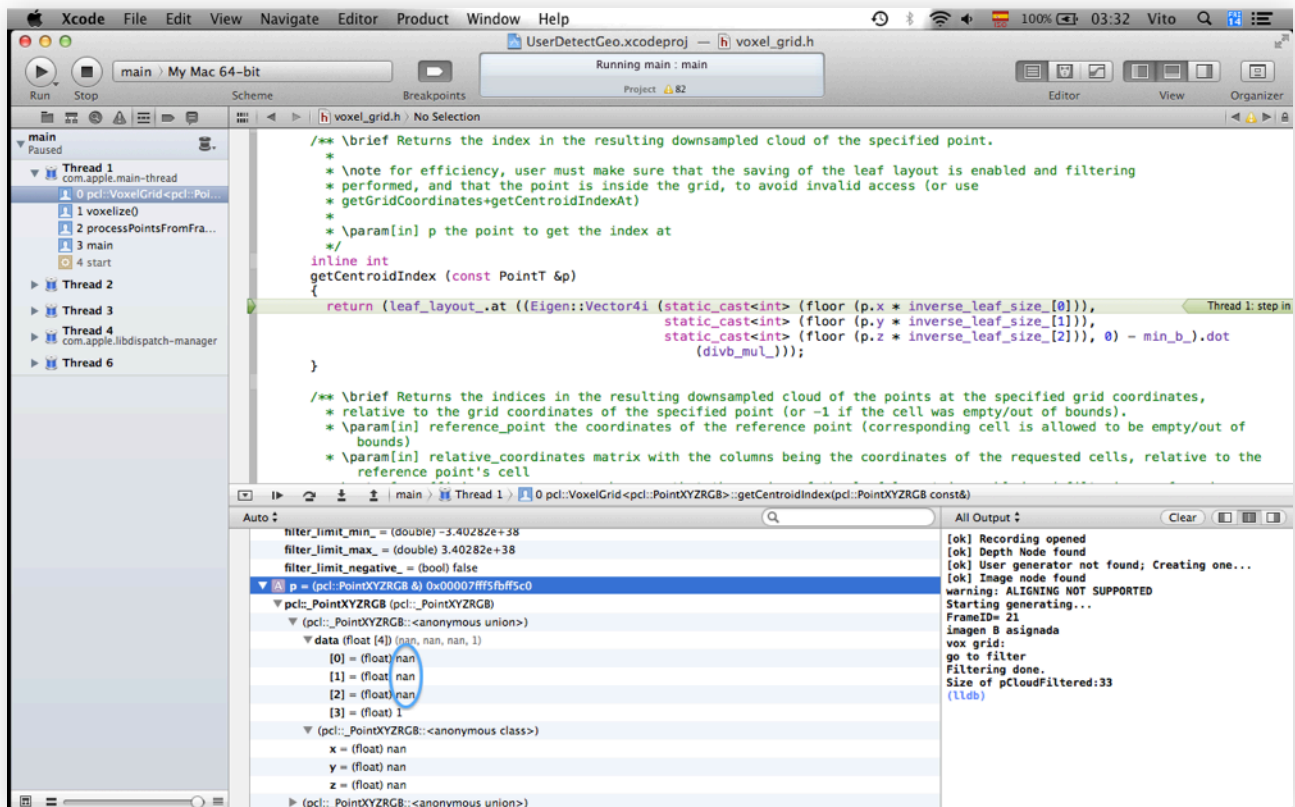 Xcode File Edit View Navigate Editor Product Window Help 100% 03:32 Vito
UserDetectGeo.xcodeproj — h voxel_grid.h
main › My Mac 64-bit
Running main : main
Project 82
Run Stop Scheme Breakpoints Editor View Organizer
h voxel_grid.h › No Selection
main
Paused
Thread 1
com.apple.main-thread
0 pcl::VoxelGrid<pcl::Poi...
1 voxelize()
2 processPointsFromFra...
3 main
4 start
Thread 2
Thread 3
Thread 4
com.apple.libdispatch-manager
Thread 6
/** \brief Returns the index in the resulting downsampled cloud of the specified point.
*
* \note for efficiency, user must make sure that the saving of the leaf layout is enabled and filtering
* performed, and that the point is inside the grid, to avoid invalid access (or use
* getGridCoordinates+getCentroidIndexAt)
*
* \param[in] p the point to get the index at
*/
inline int
getCentroidIndex (const PointT &p)
{
return (leaf_layout_.at ((Eigen::Vector4i (static_cast<int> (floor (p.x * inverse_leaf_size_[0])), Thread 1: step in
static_cast<int> (floor (p.y * inverse_leaf_size_[1])),
static_cast<int> (floor (p.z * inverse_leaf_size_[2])), 0) - min_b_).dot
(divb_mul_)));
}
/** \brief Returns the indices in the resulting downsampled cloud of the points at the specified grid coordinates,
* relative to the grid coordinates of the specified point (or -1 if the cell was empty/out of bounds).
* \param[in] reference_point the coordinates of the reference point (corresponding cell is allowed to be empty/out of
bounds)
* \param[in] relative_coordinates matrix with the columns being the coordinates of the requested cells, relative to the
reference point's cell
main › Thread 1 › 0 pcl::VoxelGrid<pcl::PointXYZRGB>::getCentroidIndex(pcl::PointXYZRGB const&)
Auto
filter_limit_min_ = (double) -3.40282e+38
filter_limit_max_ = (double) 3.40282e+38
filter_limit_negative_ = (bool) false
A p = (pcl::PointXYZRGB &) 0x00007fff5fbff5c0
pcl::_PointXYZRGB (pcl::_PointXYZRGB)
(pcl::_PointXYZRGB::<anonymous union>)
data (float [4]) (nan, nan, nan, 1)
[0] = (float) nan
[1] = (float) nan
[2] = (float) nan
[3] = (float) 1
(pcl::_PointXYZRGB::<anonymous class>)
x = (float) nan
y = (float) nan
z = (float) nan
(pcl::_PointXYZRGB::<anonymous union>)
All Output Clear
[ok] Recording opened
[ok] Depth Node found
[ok] User generator not found; Creating one...
[ok] Image node found
warning: ALIGNING NOT SUPPORTED
Starting generating...
FrameID= 21
imagen B asignada
vox grid:
go to filter
Filtering done.
Size of pCloudFiltered:33
(lldb)